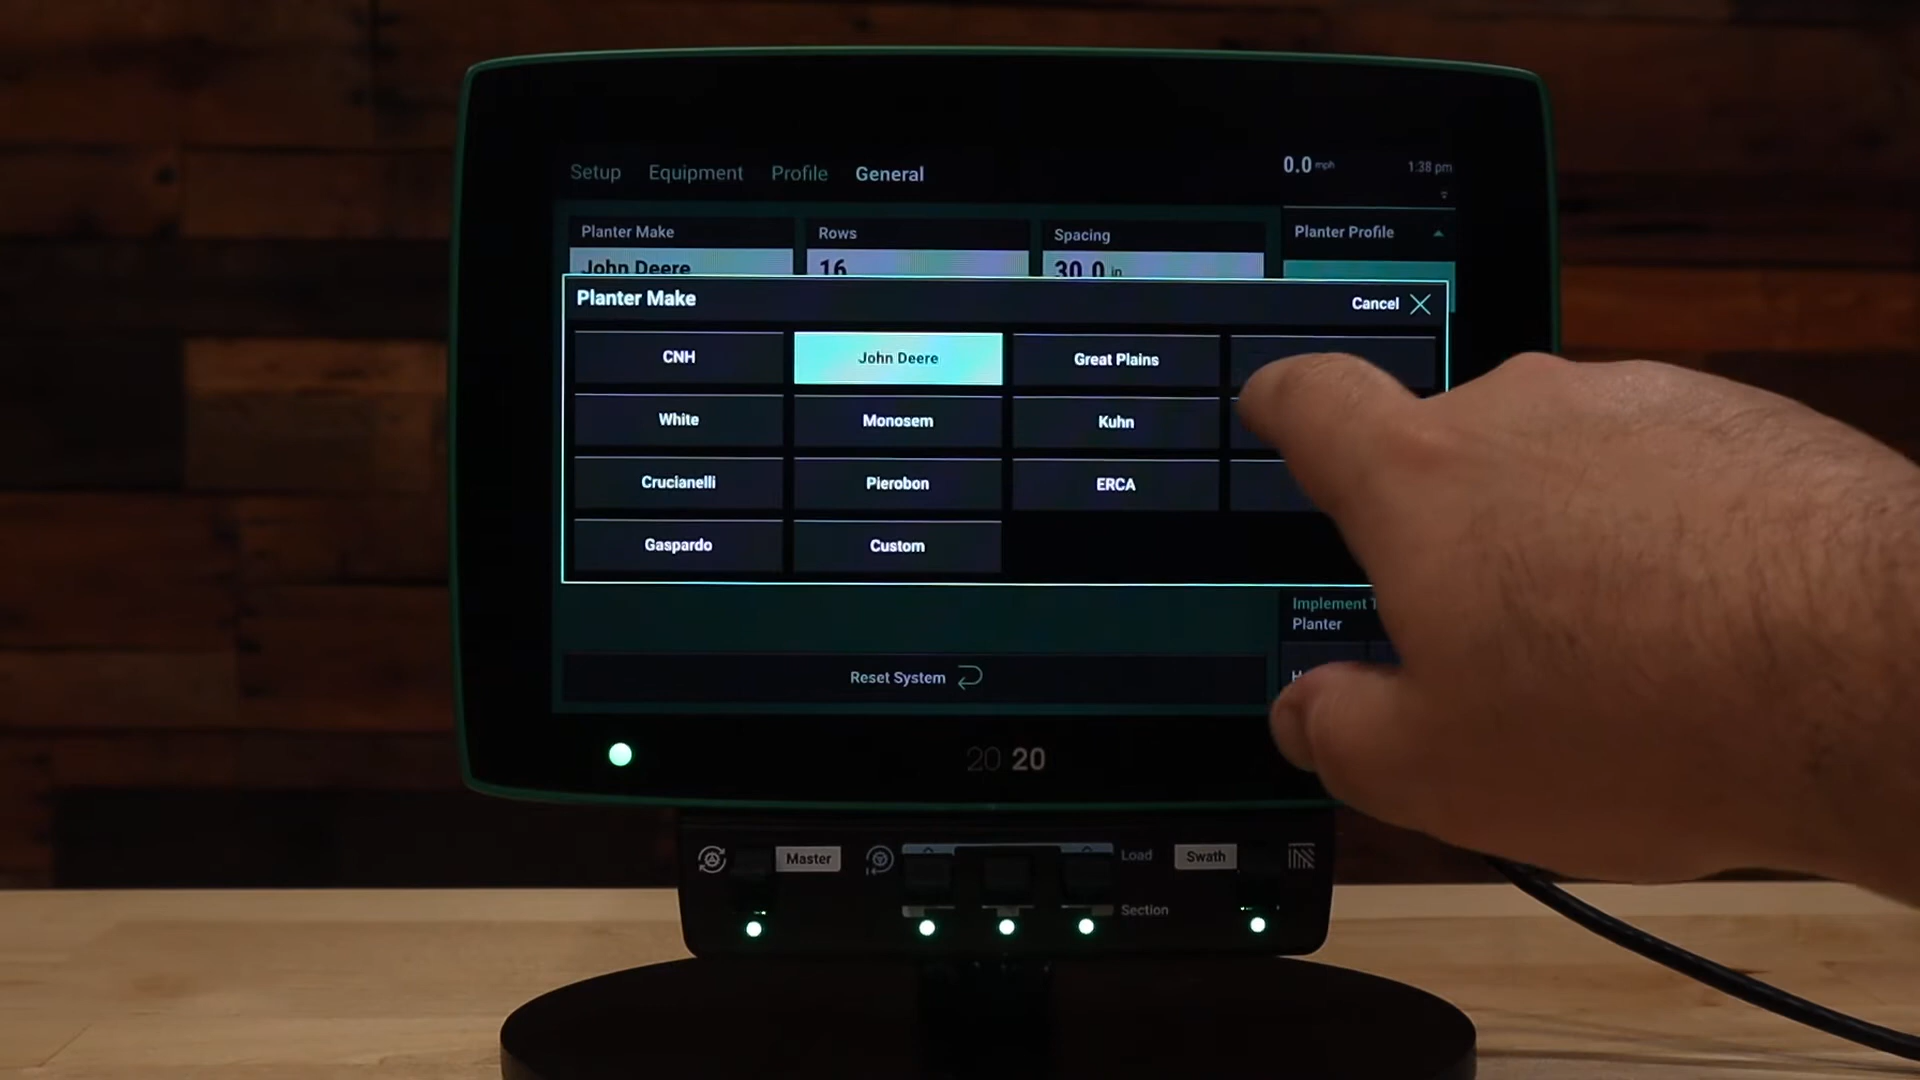 Setup Equipment Profile General 0.0 mph 1:38 pm
Planter Make Rows Spacing Planter Profile
John Deere 16 30.0 in
Planter Make Cancel
CNH John Deere Great Plains
White Monosem Kuhn
Crucianelli Pierobon ERCA
Gaspardo Custom
Implement
Planter
Reset System
20 20
Master Load Swath
Section